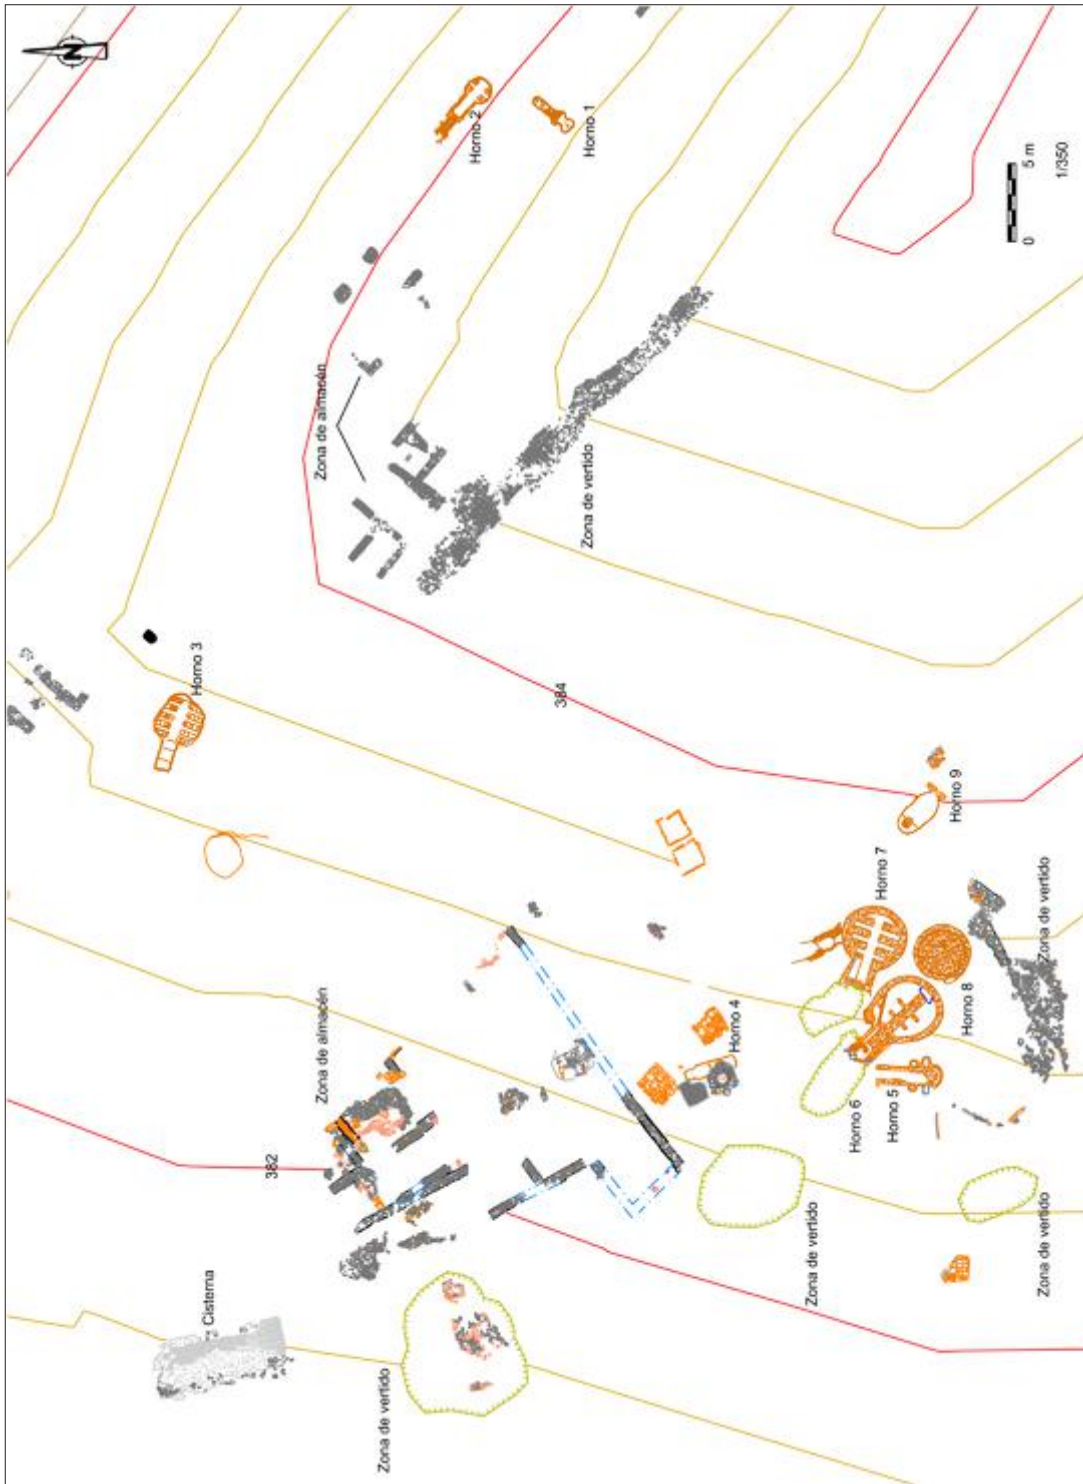 N
Horno 3
Cisterna
382
Zona de almacén
Zona de almacén
Zona de vertido
Horno 2
384
Zona de vertido
Horno 1
Horno 4
Zona de vertido
Horno 6
Horno 7
Horno 5
Horno 8
Horno 9
Zona de vertido
Zona de vertido
0 5 m
1/350